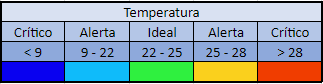 Temperatura
Crítico Alerta Ideal Alerta Crítico
< 9 9 - 22 22 - 25 25 - 28 > 28